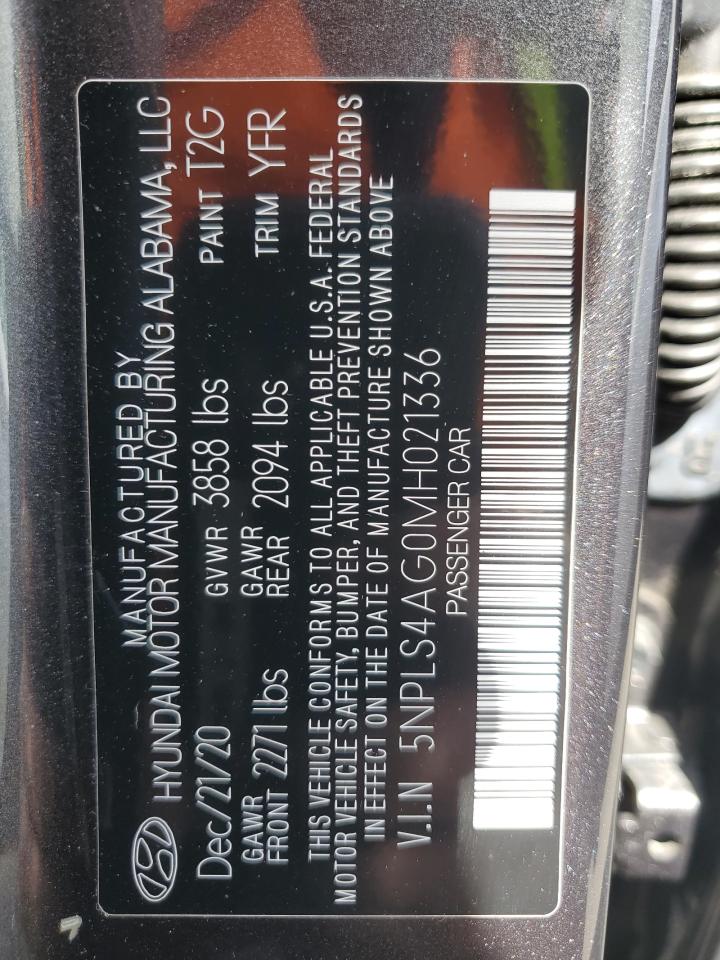 MANUFACTURED BY
HYUNDAI MOTOR MANUFACTURING ALABAMA, LLC
Dec/21/20 GVWR 3858 lbs PAINT T2G
GAWR FRONT 2271 lbs GAWR REAR 2094 lbs TRIM YFR
THIS VEHICLE CONFORMS TO ALL APPLICABLE U.S.A. FEDERAL
MOTOR VEHICLE SAFETY, BUMPER, AND THEFT PREVENTION STANDARDS
IN EFFECT ON THE DATE OF MANUFACTURE SHOWN ABOVE
V.I.N 5NPLS4AG0MH021336
PASSENGER CAR